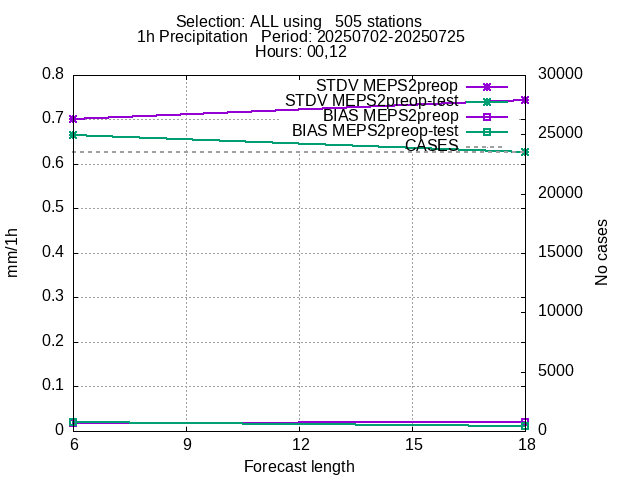 Selection: ALL using   505 stations
1h Precipitation   Period: 20250702-20250725
Hours: 00,12
0.8
0.7
0.6
0.5
0.4
0.3
0.2
0.1
0
mm/1h
30000
25000
20000
15000
10000
5000
0
No cases
STDV MEPS2preop
STDV MEPS2preop-test
BIAS MEPS2preop
BIAS MEPS2preop-test
CASES
6 9 12 15 18
Forecast length